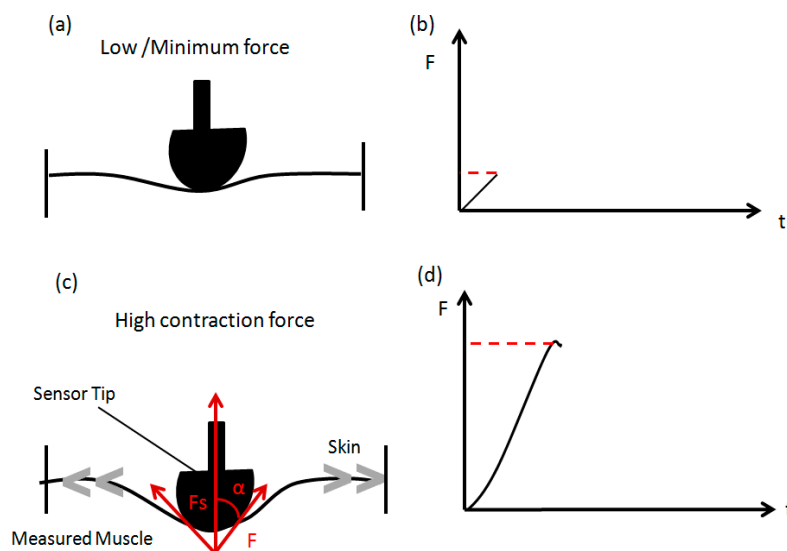 (a)
Low /Minimum force
(b)
F
t
(c)
High contraction force
Sensor Tip
Skin
Fs
α
F
Measured Muscle
(d)
F